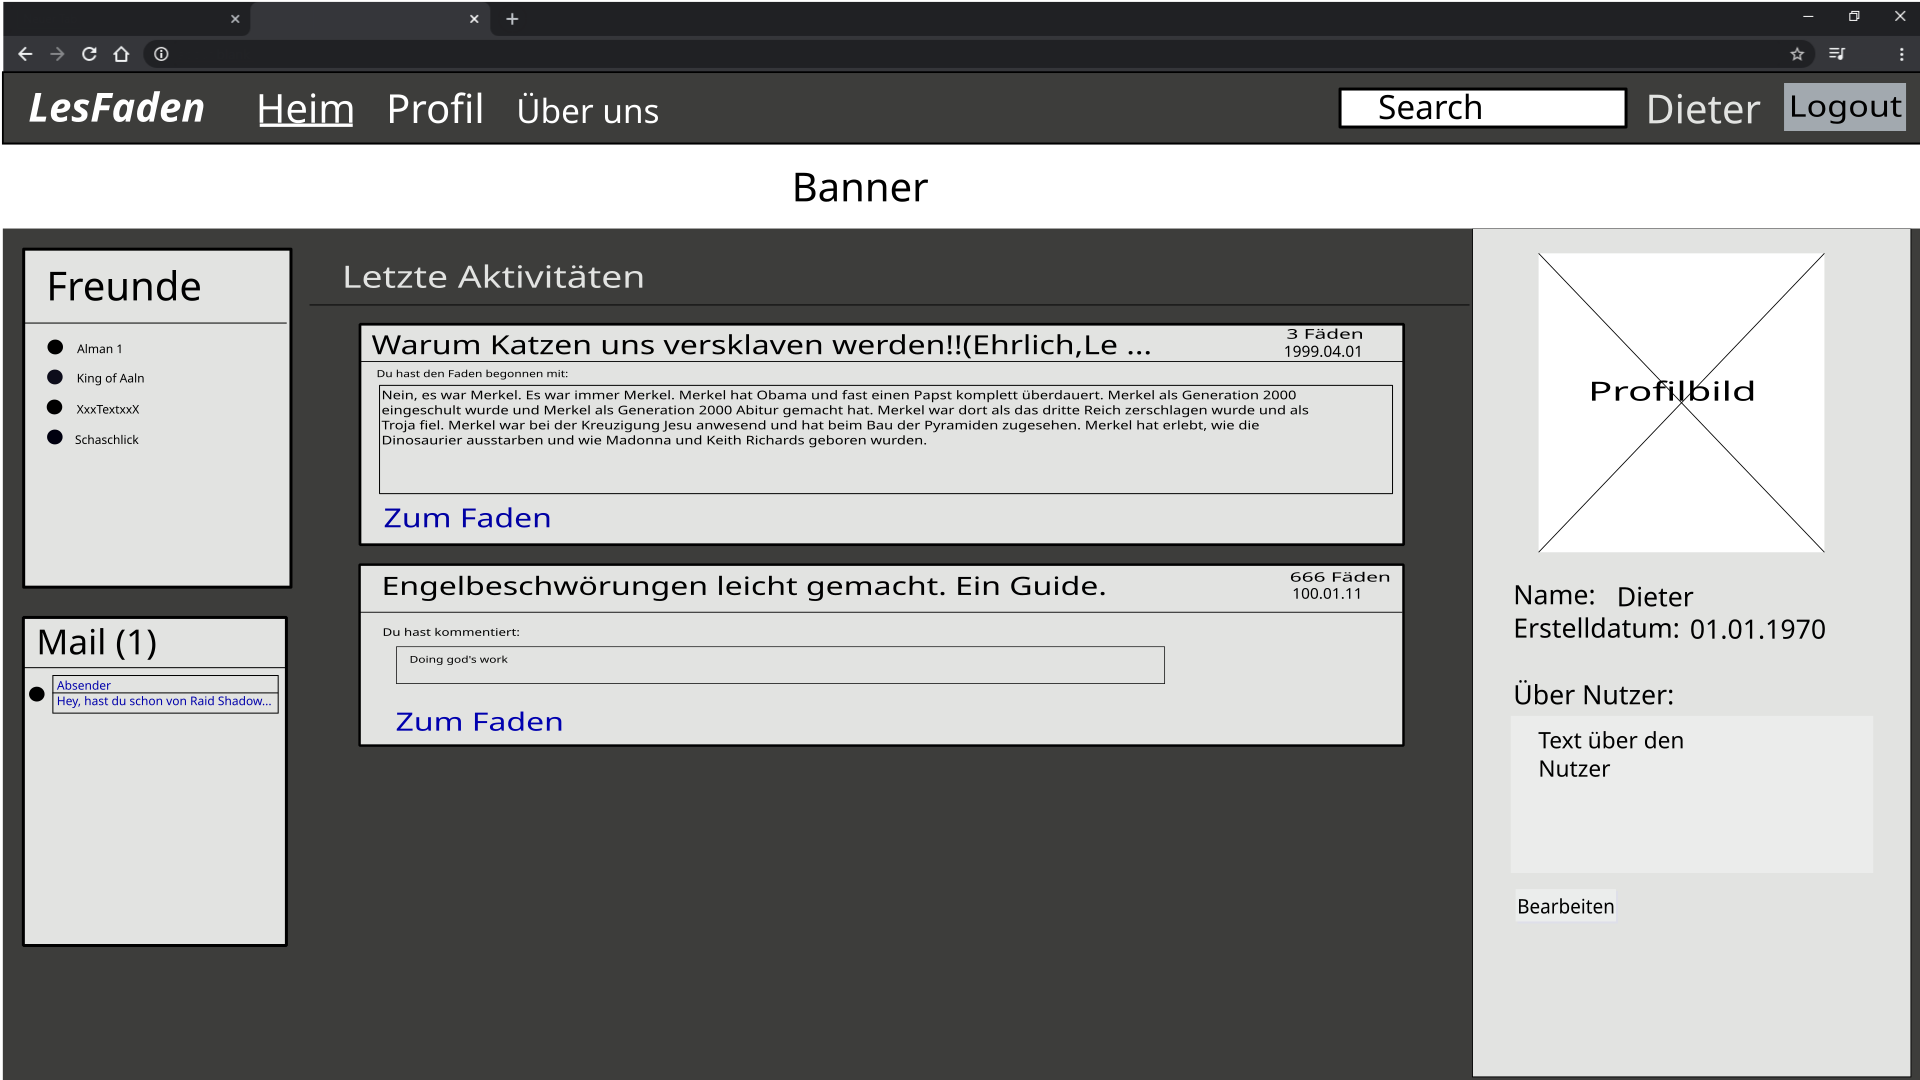 LesFaden Heim Profil Über uns Search Dieter Logout
Banner
Freunde
Alman 1
King of Aaln
XxxTextxxX
Schaschlick
Mail (1)
Absender
Hey, hast du schon von Raid Shadow...
Letzte Aktivitäten
Warum Katzen uns versklaven werden!!(Ehrlich,Le ...
3 Fäden
1999.04.01
Du hast den Faden begonnen mit:
Nein, es war Merkel. Es war immer Merkel. Merkel hat Obama und fast einen Papst komplett überdauert. Merkel als Generation 2000
eingeschult wurde und Merkel als Generation 2000 Abitur gemacht hat. Merkel war dort als das dritte Reich zerschlagen wurde und als
Troja fiel. Merkel war bei der Kreuzigung Jesu anwesend und hat beim Bau der Pyramiden zugesehen. Merkel hat erlebt, wie die
Dinosaurier ausstarben und wie Madonna und Keith Richards geboren wurden.
Zum Faden
Engelbeschwörungen leicht gemacht. Ein Guide.
666 Fäden
100.01.11
Du hast kommentiert:
Doing god's work
Zum Faden
Profilbild
Name: Dieter
Erstelldatum: 01.01.1970
Über Nutzer:
Text über den
Nutzer
Bearbeiten